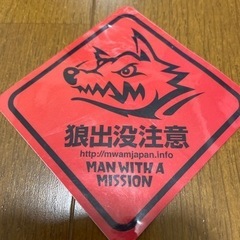 狼出没注意
http://mwamjapan.info
MAN WITH A
MISSION